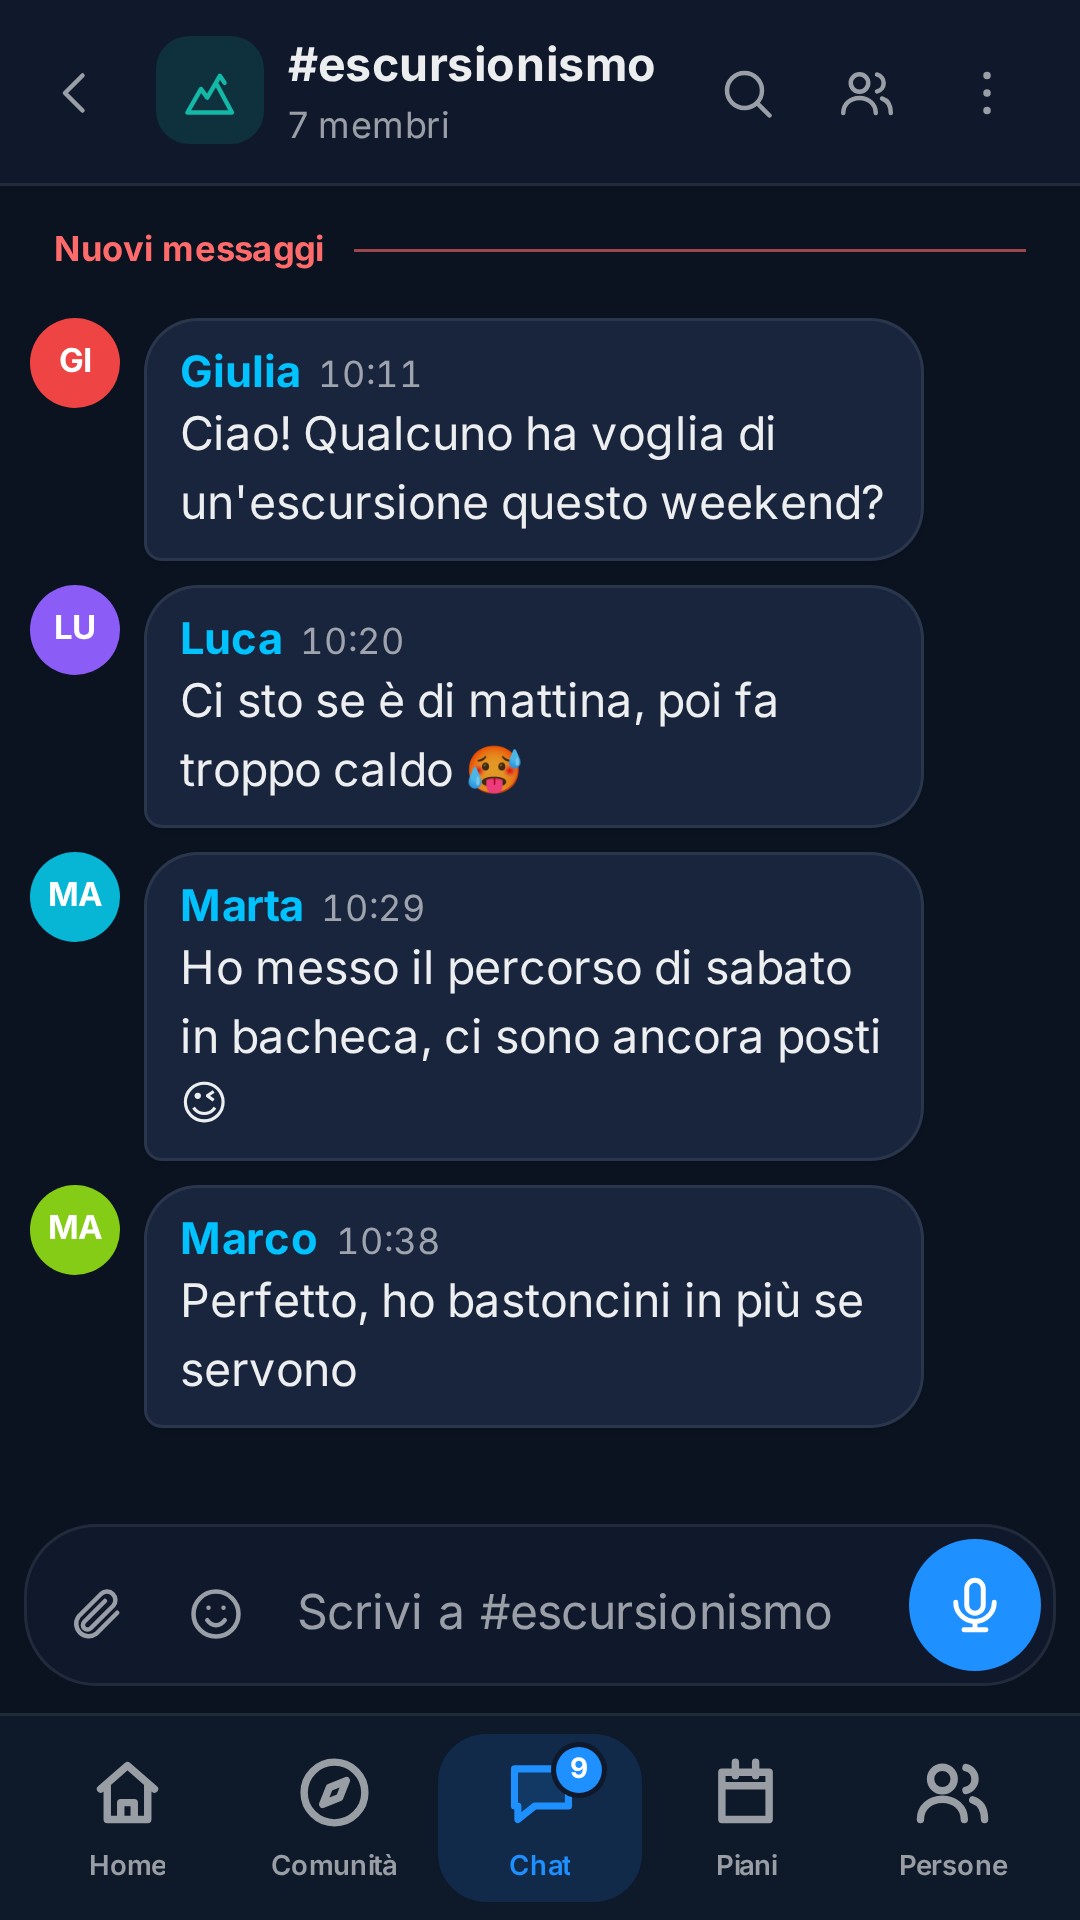 #escursionismo
7 membri
Nuovi messaggi
GI
Giulia 10:11
Ciao! Qualcuno ha voglia di
un'escursione questo weekend?
LU
Luca 10:20
Ci sto se è di mattina, poi fa
troppo caldo 🥵
MA
Marta 10:29
Ho messo il percorso di sabato
in bacheca, ci sono ancora posti
😉
MA
Marco 10:38
Perfetto, ho bastoncini in più se
servono
Scrivi a #escursionismo
9
Home
Comunità
Chat
Piani
Persone